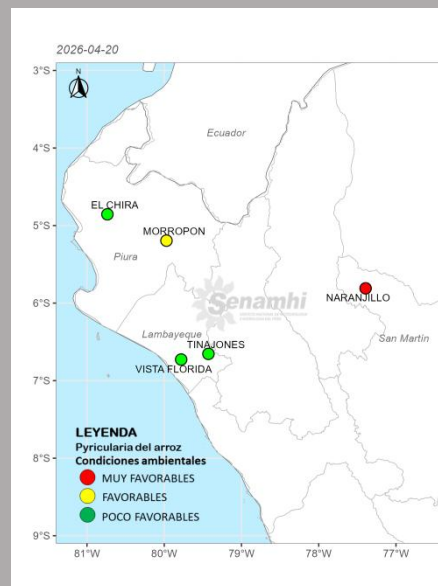 2026-04-20
3°S
N
Ecuador
4°S
EL CHIRA
5°S
MORROPON
Piura
NARANJILLO
6°S
Senamhi
San Martín
Lambayeque
TINAJONES
VISTA FLORIDA
7°S
LEYENDA
Pyricularia del arroz
Condiciones ambientales
MUY FAVORABLES
FAVORABLES
POCO FAVORABLES
8°S
9°S
81°W 80°W 79°W 78°W 77°W